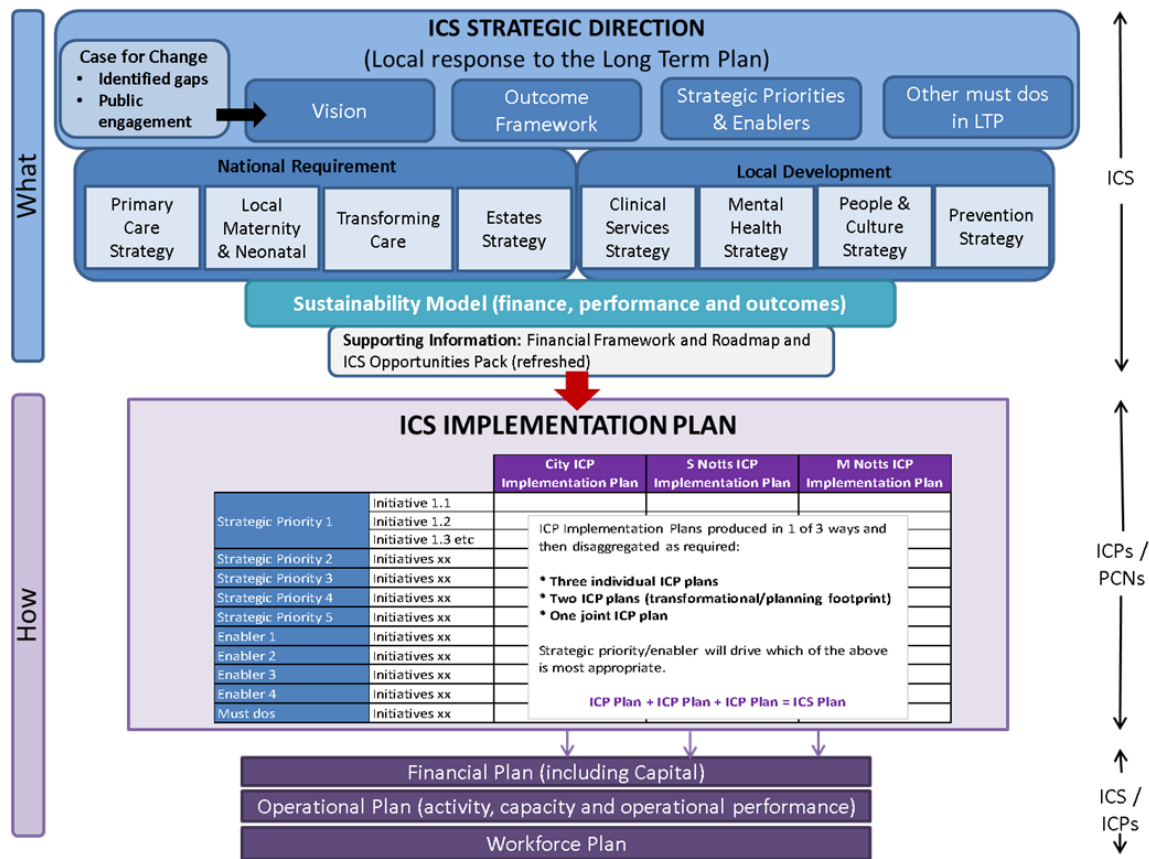 What
ICS STRATEGIC DIRECTION
(Local response to the Long Term Plan)
Case for Change
• Identified gaps
• Public
engagement
Vision
Outcome
Framework
Strategic Priorities
& Enablers
Other must dos
in LTP
National Requirement
Primary
Care
Strategy
Local
Maternity
& Neonatal
Transforming
Care
Estates
Strategy
Local Development
Clinical
Services
Strategy
Mental
Health
Strategy
People &
Culture
Strategy
Prevention
Strategy
Sustainability Model (finance, performance and outcomes)
Supporting Information: Financial Framework and Roadmap and
ICS Opportunities Pack (refreshed)
ICS
How
ICS IMPLEMENTATION PLAN
City ICP
Implementation Plan
S Notts ICP
Implementation Plan
M Notts ICP
Implementation Plan
Strategic Priority 1
Initiative 1.1
Initiative 1.2
Initiative 1.3 etc
Strategic Priority 2 Initiatives xx
Strategic Priority 3 Initiatives xx
Strategic Priority 4 Initiatives xx
Strategic Priority 5 Initiatives xx
Enabler 1 Initiatives xx
Enabler 2 Initiatives xx
Enabler 3 Initiatives xx
Enabler 4 Initiatives xx
Must dos Initiatives xx
ICP Implementation Plans produced in 1 of 3 ways and
then disaggregated as required:
* Three individual ICP plans
* Two ICP plans (transformational/planning footprint)
* One joint ICP plan
Strategic priority/enabler will drive which of the above
is most appropriate.
ICP Plan + ICP Plan + ICP Plan = ICS Plan
ICPs /
PCNs
Financial Plan (including Capital)
Operational Plan (activity, capacity and operational performance)
Workforce Plan
ICS /
ICPs